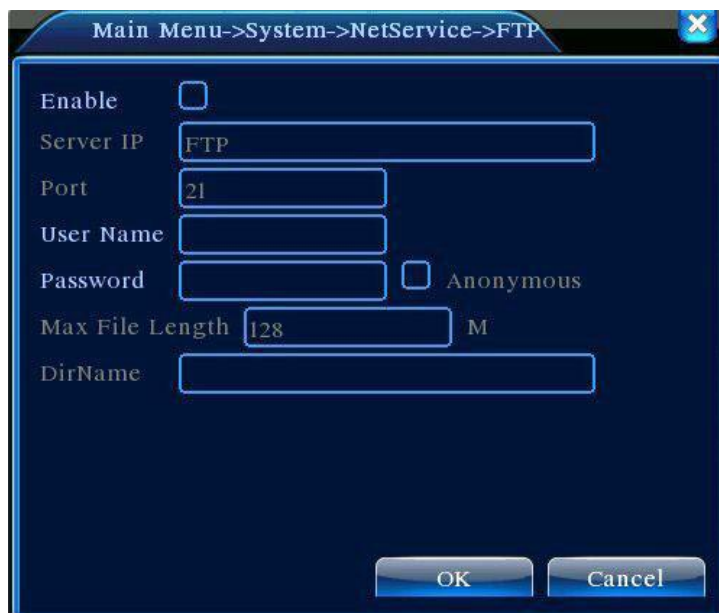 Main Menu->System->NetService->FTP
Enable
Server IP FTP
Port 21
User Name
Password Anonymous
Max File Length 128 M
DirName
OK Cancel